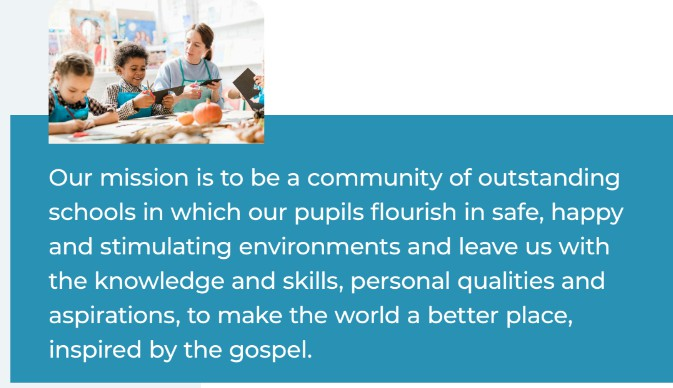 Our mission is to be a community of outstanding
schools in which our pupils flourish in safe, happy
and stimulating environments and leave us with
the knowledge and skills, personal qualities and
aspirations, to make the world a better place,
inspired by the gospel.